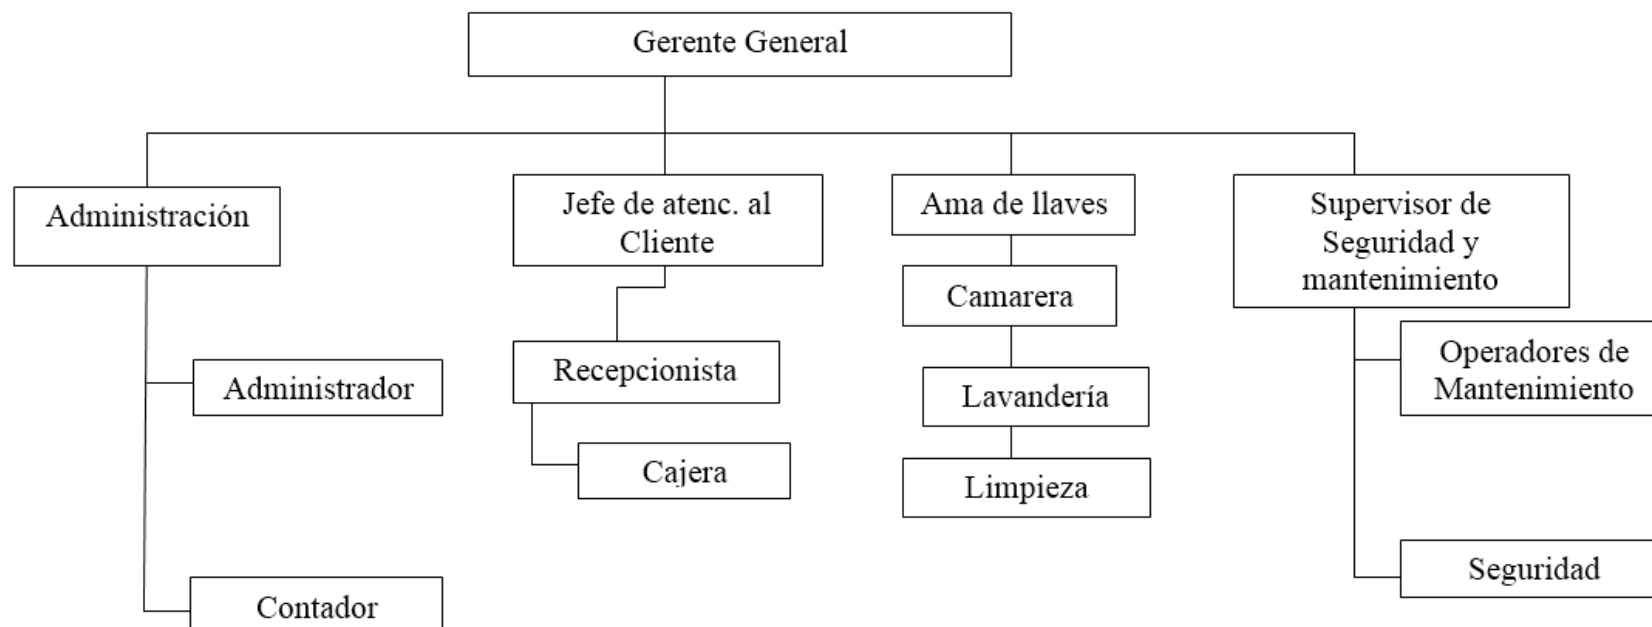 Gerente General
Administración
Jefe de atenc. al
Cliente
Ama de llaves
Supervisor de
Seguridad y
mantenimiento
Camarera
Operadores de
Mantenimiento
Recepcionista
Administrador
Lavandería
Cajera
Limpieza
Seguridad
Contador